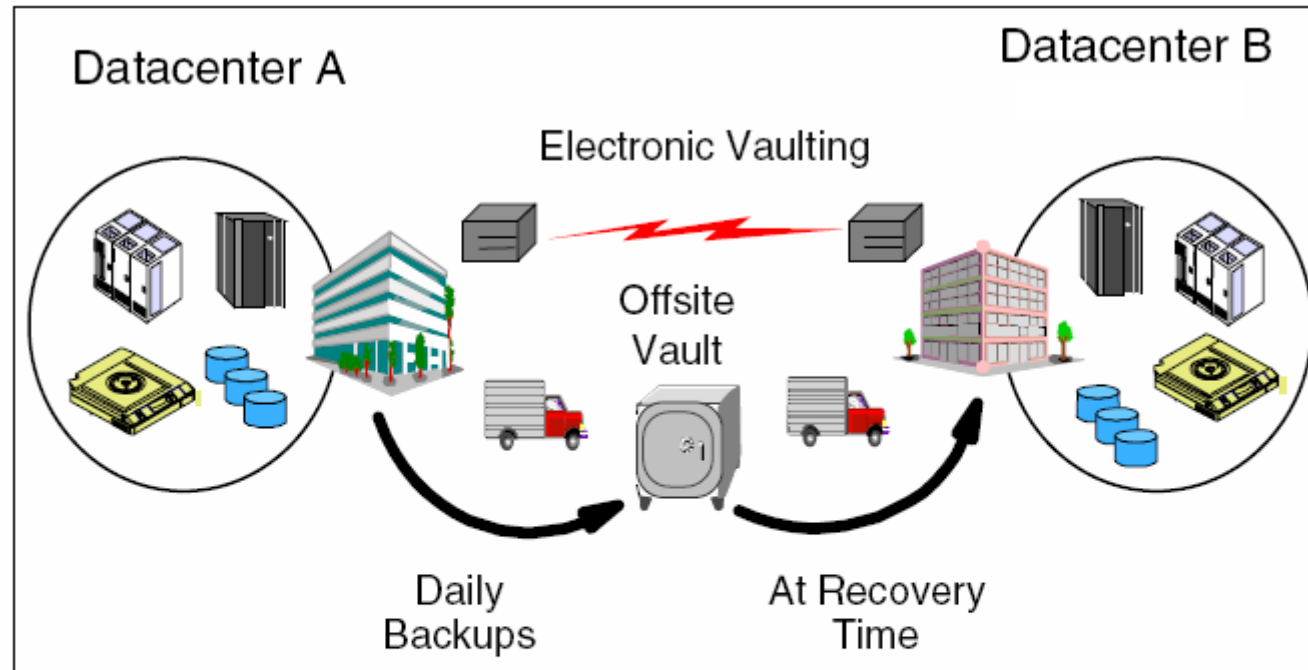 Datacenter A
Datacenter B
Electronic Vaulting
Offsite
Vault
Daily
Backups
At Recovery
Time